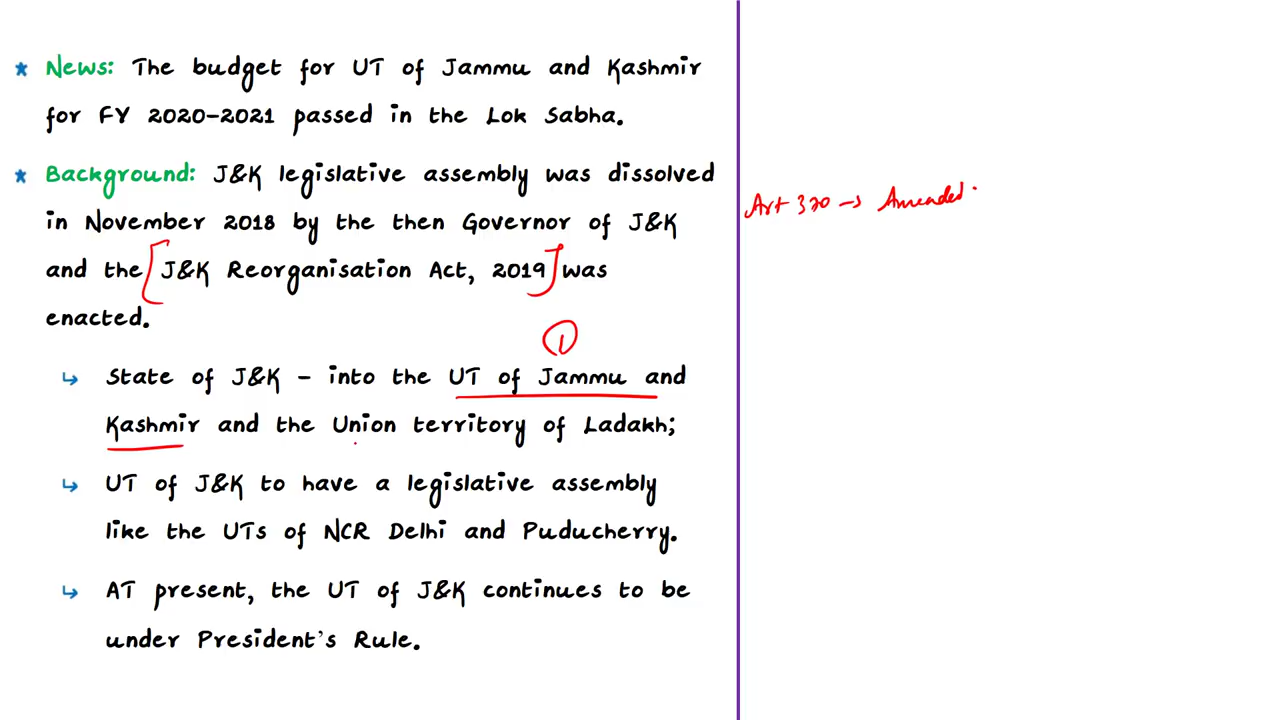 * News: The budget for UT of Jammu and Kashmir
for FY 2020-2021 passed in the Lok Sabha.
* Background: J&K legislative assembly was dissolved
in November 2018 by the then Governor of J&K
and the [J&K Reorganisation Act, 2019] was
enacted.
1
↳ State of J&K - into the UT of Jammu and
Kashmir and the Union territory of Ladakh;
↳ UT of J&K to have a legislative assembly
like the UTs of NCR Delhi and Puducherry.
↳ AT present, the UT of J&K continues to be
under President's Rule.
Art 370 → Amended